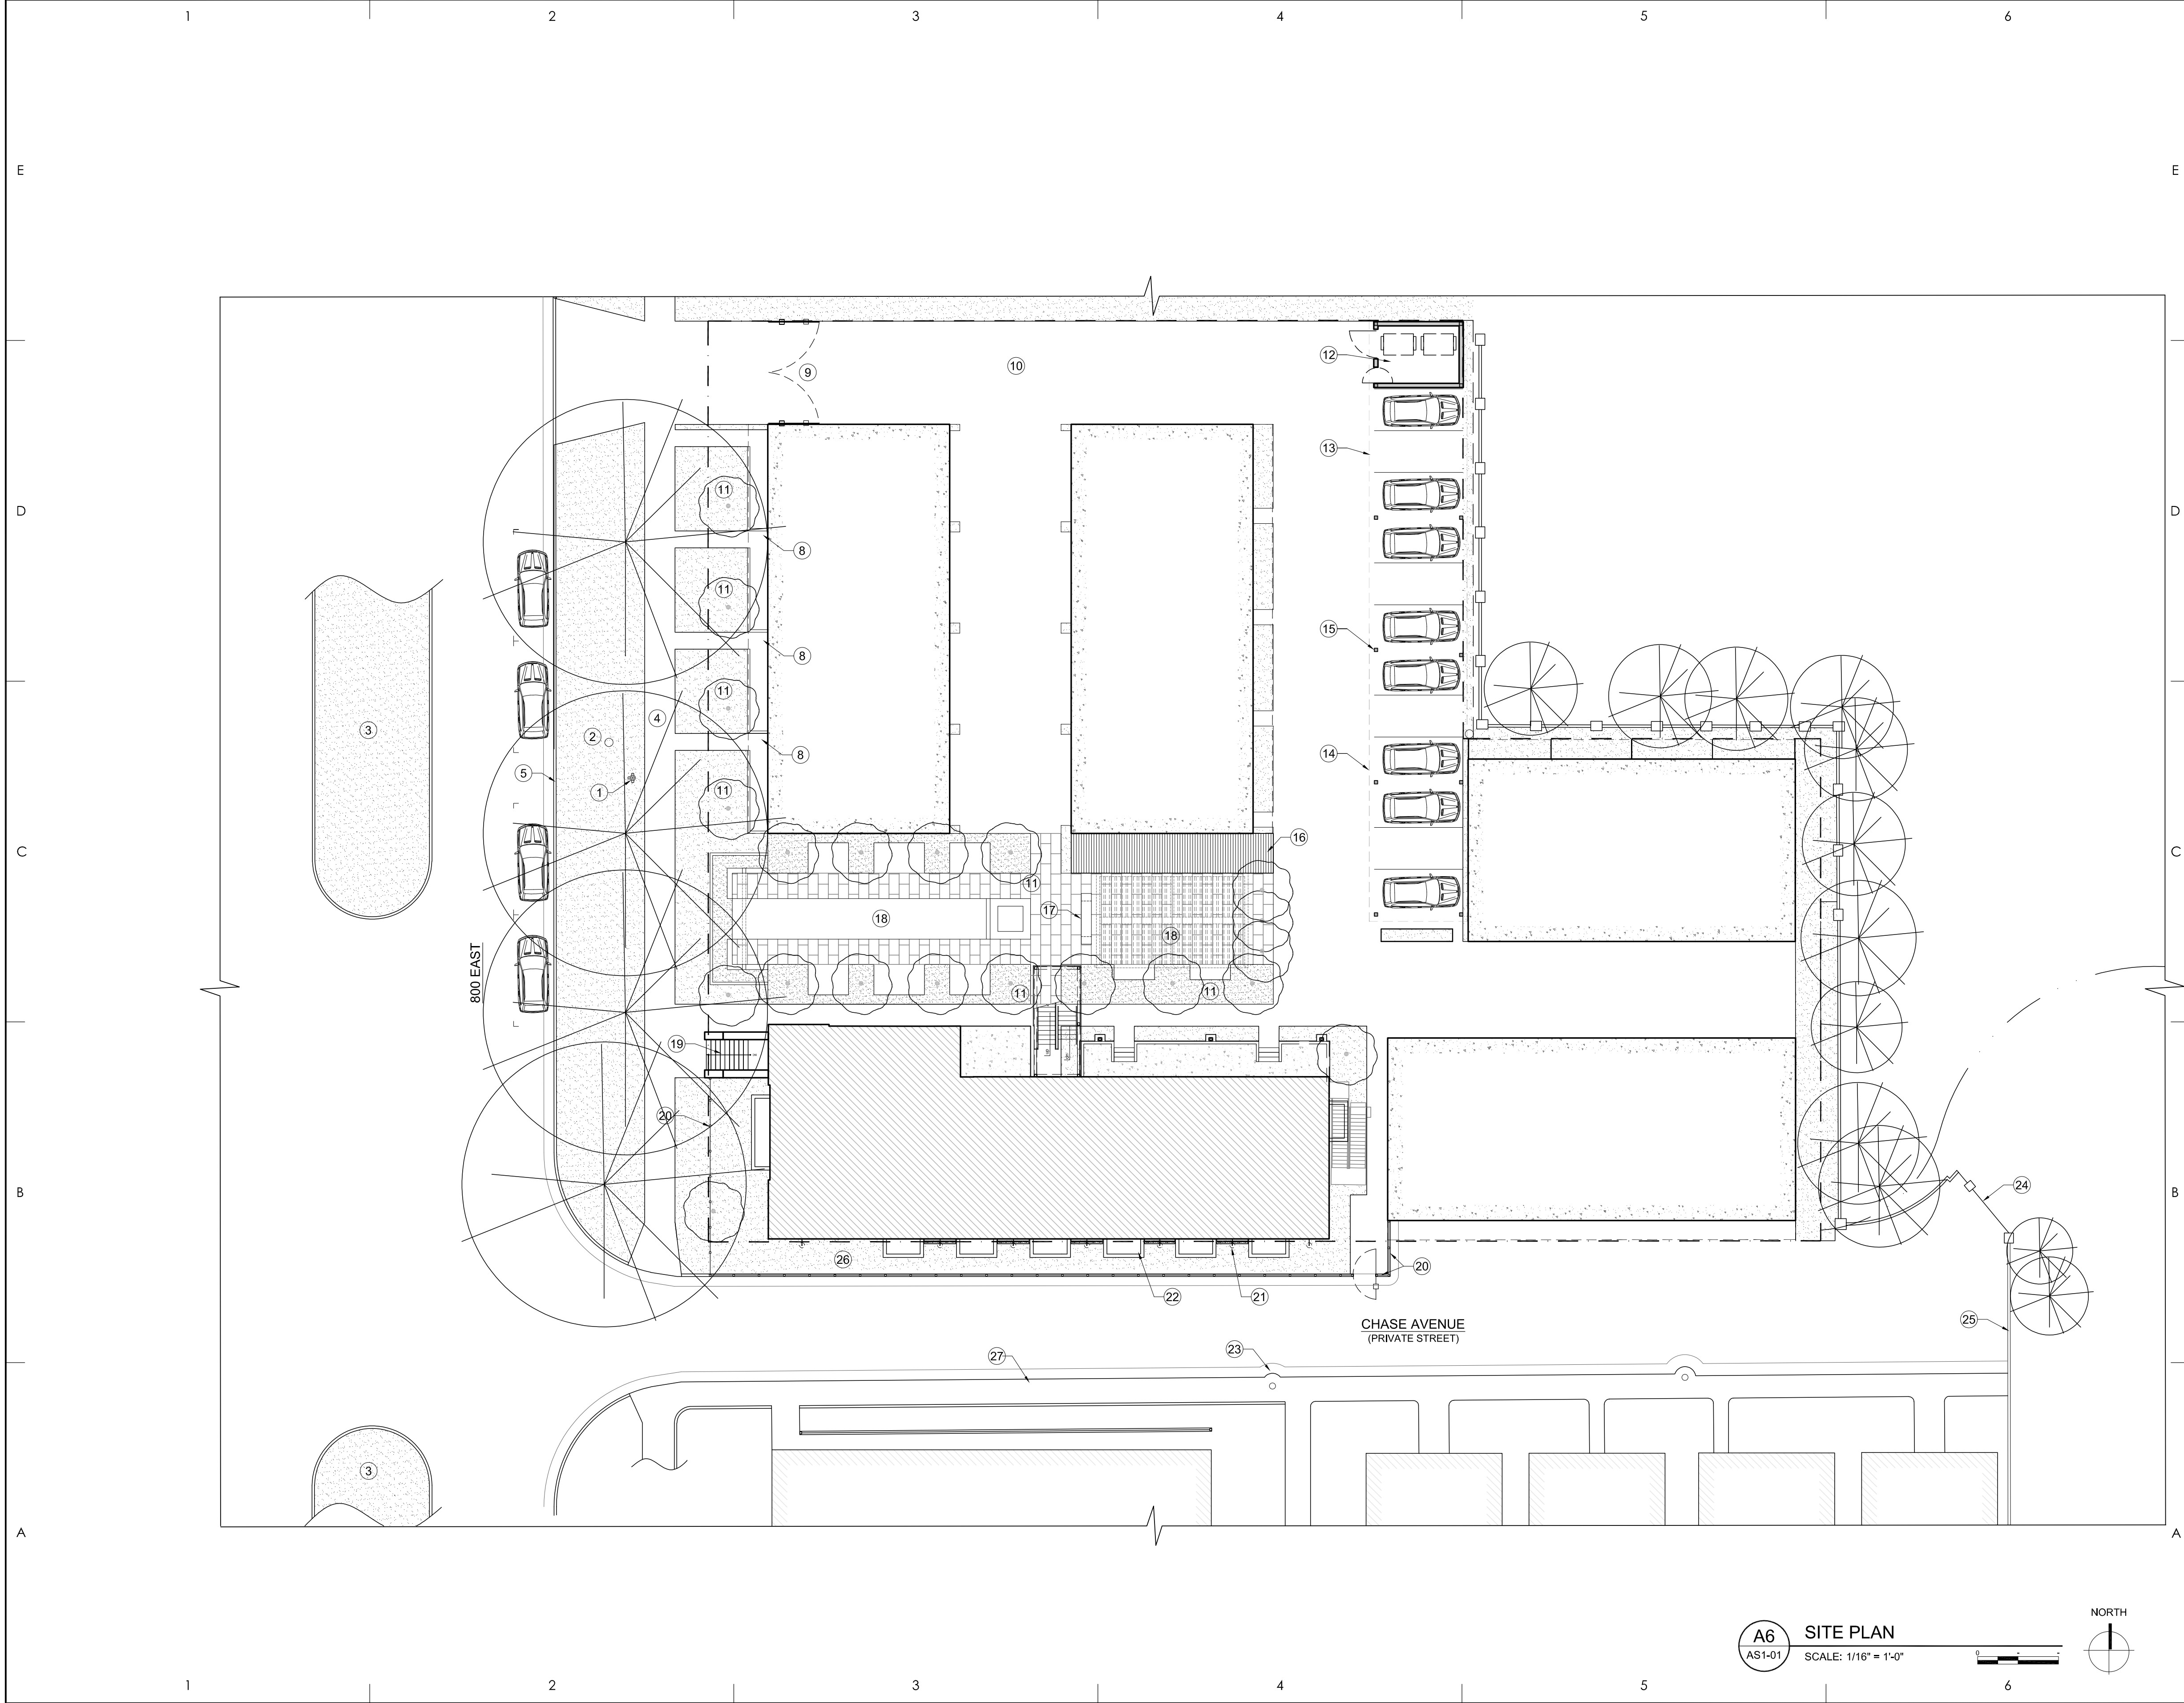 1 2 3 4 5 6
E E
9 10 12
13
D 11 D
8
11
15
8
11
3 4
2
8 14
5
1 11
16
C C
11
17
18 18
800 EAST
11 11
19
20
24
B B
26
20
22 21
CHASE AVENUE
(PRIVATE STREET)
25
23
27
3
A A
NORTH
A6 SITE PLAN
AS1-01 SCALE: 1/16" = 1'-0"
0
1 2 3 4 5 6